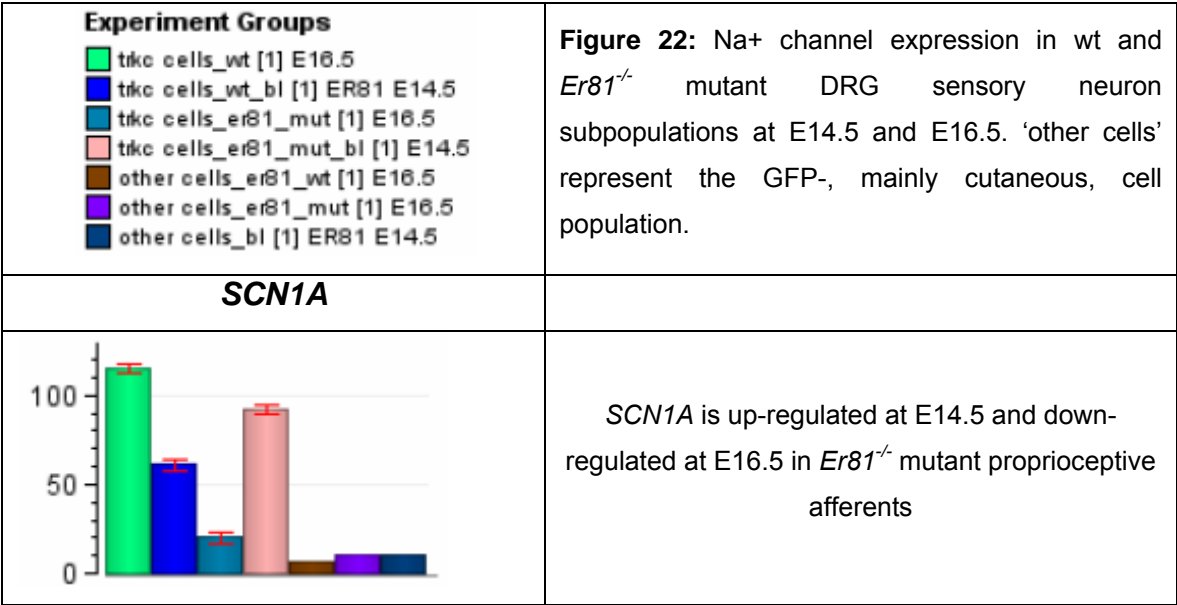 Experiment Groups
trkc cells_wt [1] E16.5
trkc cells_wt_bl [1] ER81 E14.5
trkc cells_er81_mut [1] E16.5
trkc cells_er81_mut_bl [1] E14.5
other cells_er81_wt [1] E16.5
other cells_er81_mut [1] E16.5
other cells_bl [1] ER81 E14.5
Figure 22: Na+ channel expression in wt and
Er81-/- mutant DRG sensory neuron
subpopulations at E14.5 and E16.5. ‘other cells’
represent the GFP-, mainly cutaneous, cell
population.
SCN1A
100
50
0
SCN1A is up-regulated at E14.5 and down-
regulated at E16.5 in Er81-/- mutant proprioceptive
afferents